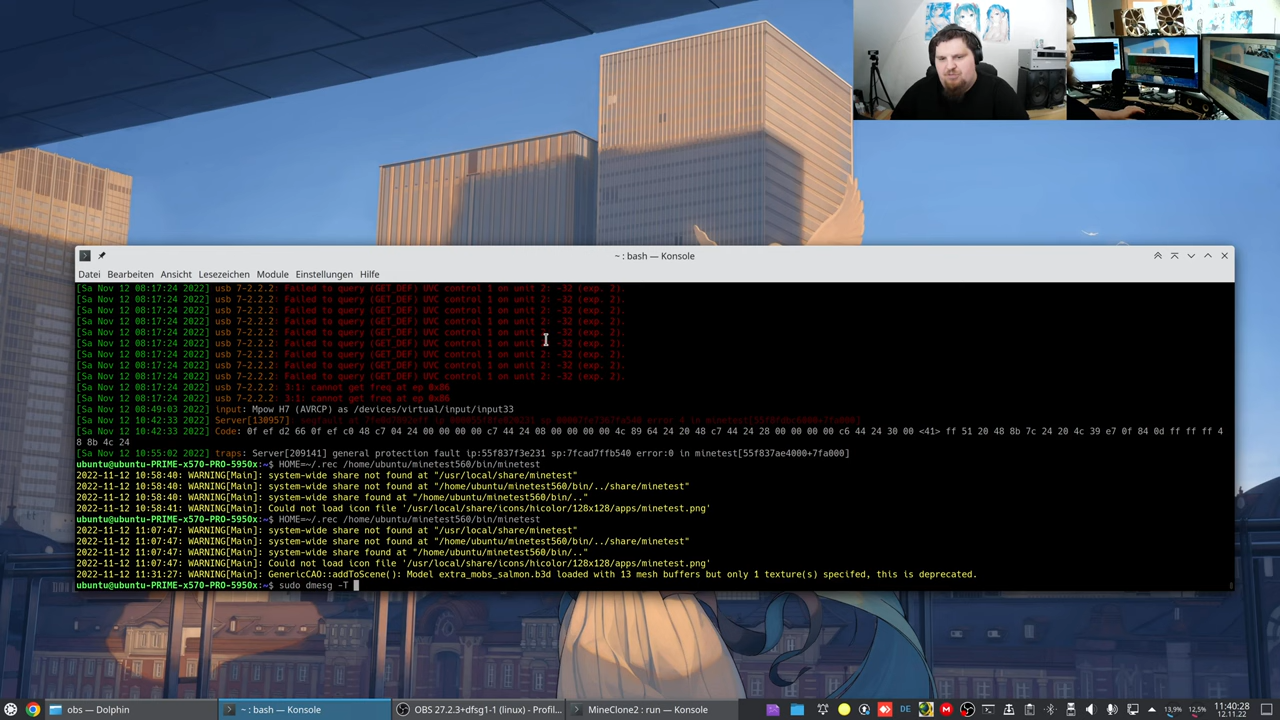 ~ : bash — Konsole
Datei Bearbeiten Ansicht Lesezeichen Module Einstellungen Hilfe
[Sa Nov 12 08:17:24 2022] usb 7-2.2.2: Failed to query (GET_DEF) UVC control 1 on unit 2: -32 (exp. 2).
[Sa Nov 12 08:17:24 2022] usb 7-2.2.2: Failed to query (GET_DEF) UVC control 1 on unit 2: -32 (exp. 2).
[Sa Nov 12 08:17:24 2022] usb 7-2.2.2: Failed to query (GET_DEF) UVC control 1 on unit 2: -32 (exp. 2).
[Sa Nov 12 08:17:24 2022] usb 7-2.2.2: Failed to query (GET_DEF) UVC control 1 on unit 2: -32 (exp. 2).
[Sa Nov 12 08:17:24 2022] usb 7-2.2.2: Failed to query (GET_DEF) UVC control 1 on unit 2: -32 (exp. 2).
[Sa Nov 12 08:17:24 2022] usb 7-2.2.2: Failed to query (GET_DEF) UVC control 1 on unit 2: -32 (exp. 2).
[Sa Nov 12 08:17:24 2022] usb 7-2.2.2: Failed to query (GET_DEF) UVC control 1 on unit 2: -32 (exp. 2).
[Sa Nov 12 08:17:24 2022] usb 7-2.2.2: Failed to query (GET_DEF) UVC control 1 on unit 2: -32 (exp. 2).
[Sa Nov 12 08:17:24 2022] usb 7-2.2.2: Failed to query (GET_DEF) UVC control 1 on unit 2: -32 (exp. 2).
[Sa Nov 12 08:17:24 2022] usb 7-2.2.2: 3:1: cannot get freq at ep 0x86
[Sa Nov 12 08:17:24 2022] usb 7-2.2.2: 3:1: cannot get freq at ep 0x86
[Sa Nov 12 08:49:03 2022] input: Mpow H7 (AVRCP) as /devices/virtual/input/input33
[Sa Nov 12 10:42:33 2022] Server[130957]
[Sa Nov 12 10:42:33 2022] Code: 0f ef d2 66 0f ef c0 48 c7 04 24 00 00 00 00 c7 44 24 08 00 00 00 00 4c 89 64 24 20 48 c7 44 24 28 00 00 00 00 c6 44 24 30 00 <41> ff 51 20 48 8b 7c 24 20 4c 39 e7 0f 84 0d ff ff ff 4
8 8b 4c 24
[Sa Nov 12 10:55:02 2022] traps: Server[209141] general protection fault ip:55f837f3e231 sp:7fcad7ffb540 error:0 in minetest[55f837ae4000+7fa000]
ubuntu@ubuntu-PRIME-x570-PRO-5950x:~$ HOME=~/.rec /home/ubuntu/minetest560/bin/minetest
2022-11-12 10:58:40: WARNING[Main]: system-wide share not found at "/usr/local/share/minetest"
2022-11-12 10:58:40: WARNING[Main]: system-wide share not found at "/home/ubuntu/minetest560/bin/../share/minetest"
2022-11-12 10:58:40: WARNING[Main]: system-wide share found at "/home/ubuntu/minetest560/bin/.."
2022-11-12 10:58:41: WARNING[Main]: Could not load icon file '/usr/local/share/icons/hicolor/128x128/apps/minetest.png'
ubuntu@ubuntu-PRIME-x570-PRO-5950x:~$ HOME=~/.rec /home/ubuntu/minetest560/bin/minetest
2022-11-12 11:07:47: WARNING[Main]: system-wide share not found at "/usr/local/share/minetest"
2022-11-12 11:07:47: WARNING[Main]: system-wide share not found at "/home/ubuntu/minetest560/bin/../share/minetest"
2022-11-12 11:07:47: WARNING[Main]: system-wide share found at "/home/ubuntu/minetest560/bin/.."
2022-11-12 11:07:47: WARNING[Main]: Could not load icon file '/usr/local/share/icons/hicolor/128x128/apps/minetest.png'
2022-11-12 11:31:27: WARNING[Main]: GenericCAO::addToScene(): Model extra_mobs_salmon.b3d loaded with 13 mesh buffers but only 1 texture(s) specifed, this is deprecated.
ubuntu@ubuntu-PRIME-x570-PRO-5950x:~$ sudo dmesg -T
obs — Dolphin
~ : bash — Konsole
OBS 27.2.3+dfsg1-1 (linux) - Profil...
MineClone2 : run — Konsole
DE
13,9% 12,5%
11:40:28
12.11.22